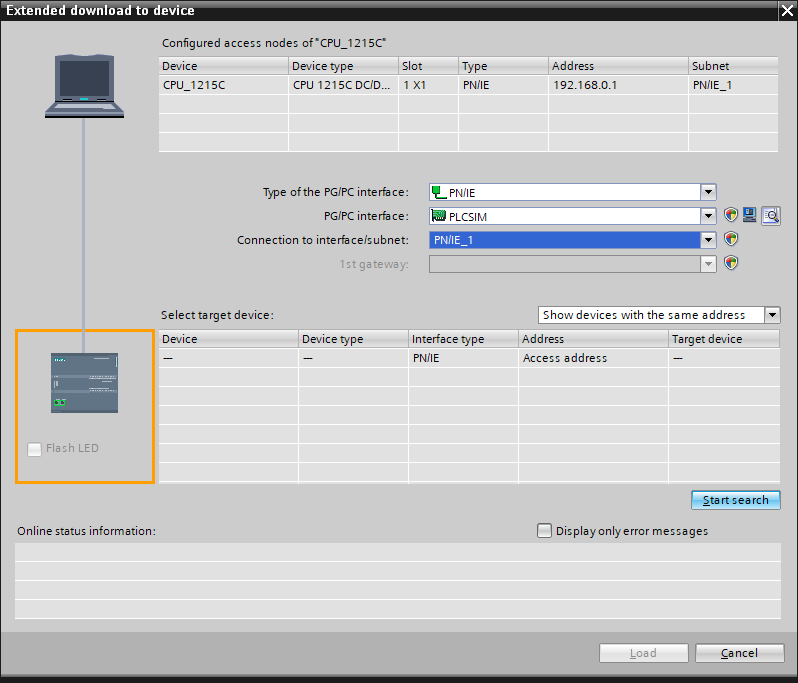 Extended download to device
Configured access nodes of "CPU_1215C"
Device Device type Slot Type Address Subnet
CPU_1215C CPU 1215C DC/D... 1 X1 PN/IE 192.168.0.1 PN/IE_1
Type of the PG/PC interface: PN/IE
PG/PC interface: PLCSIM
Connection to interface/subnet: PN/IE_1
1st gateway:
Select target device: Show devices with the same address
Device Device type Interface type Address Target device
— — PN/IE Access address —
Flash LED
Start search
Online status information: Display only error messages
Load Cancel